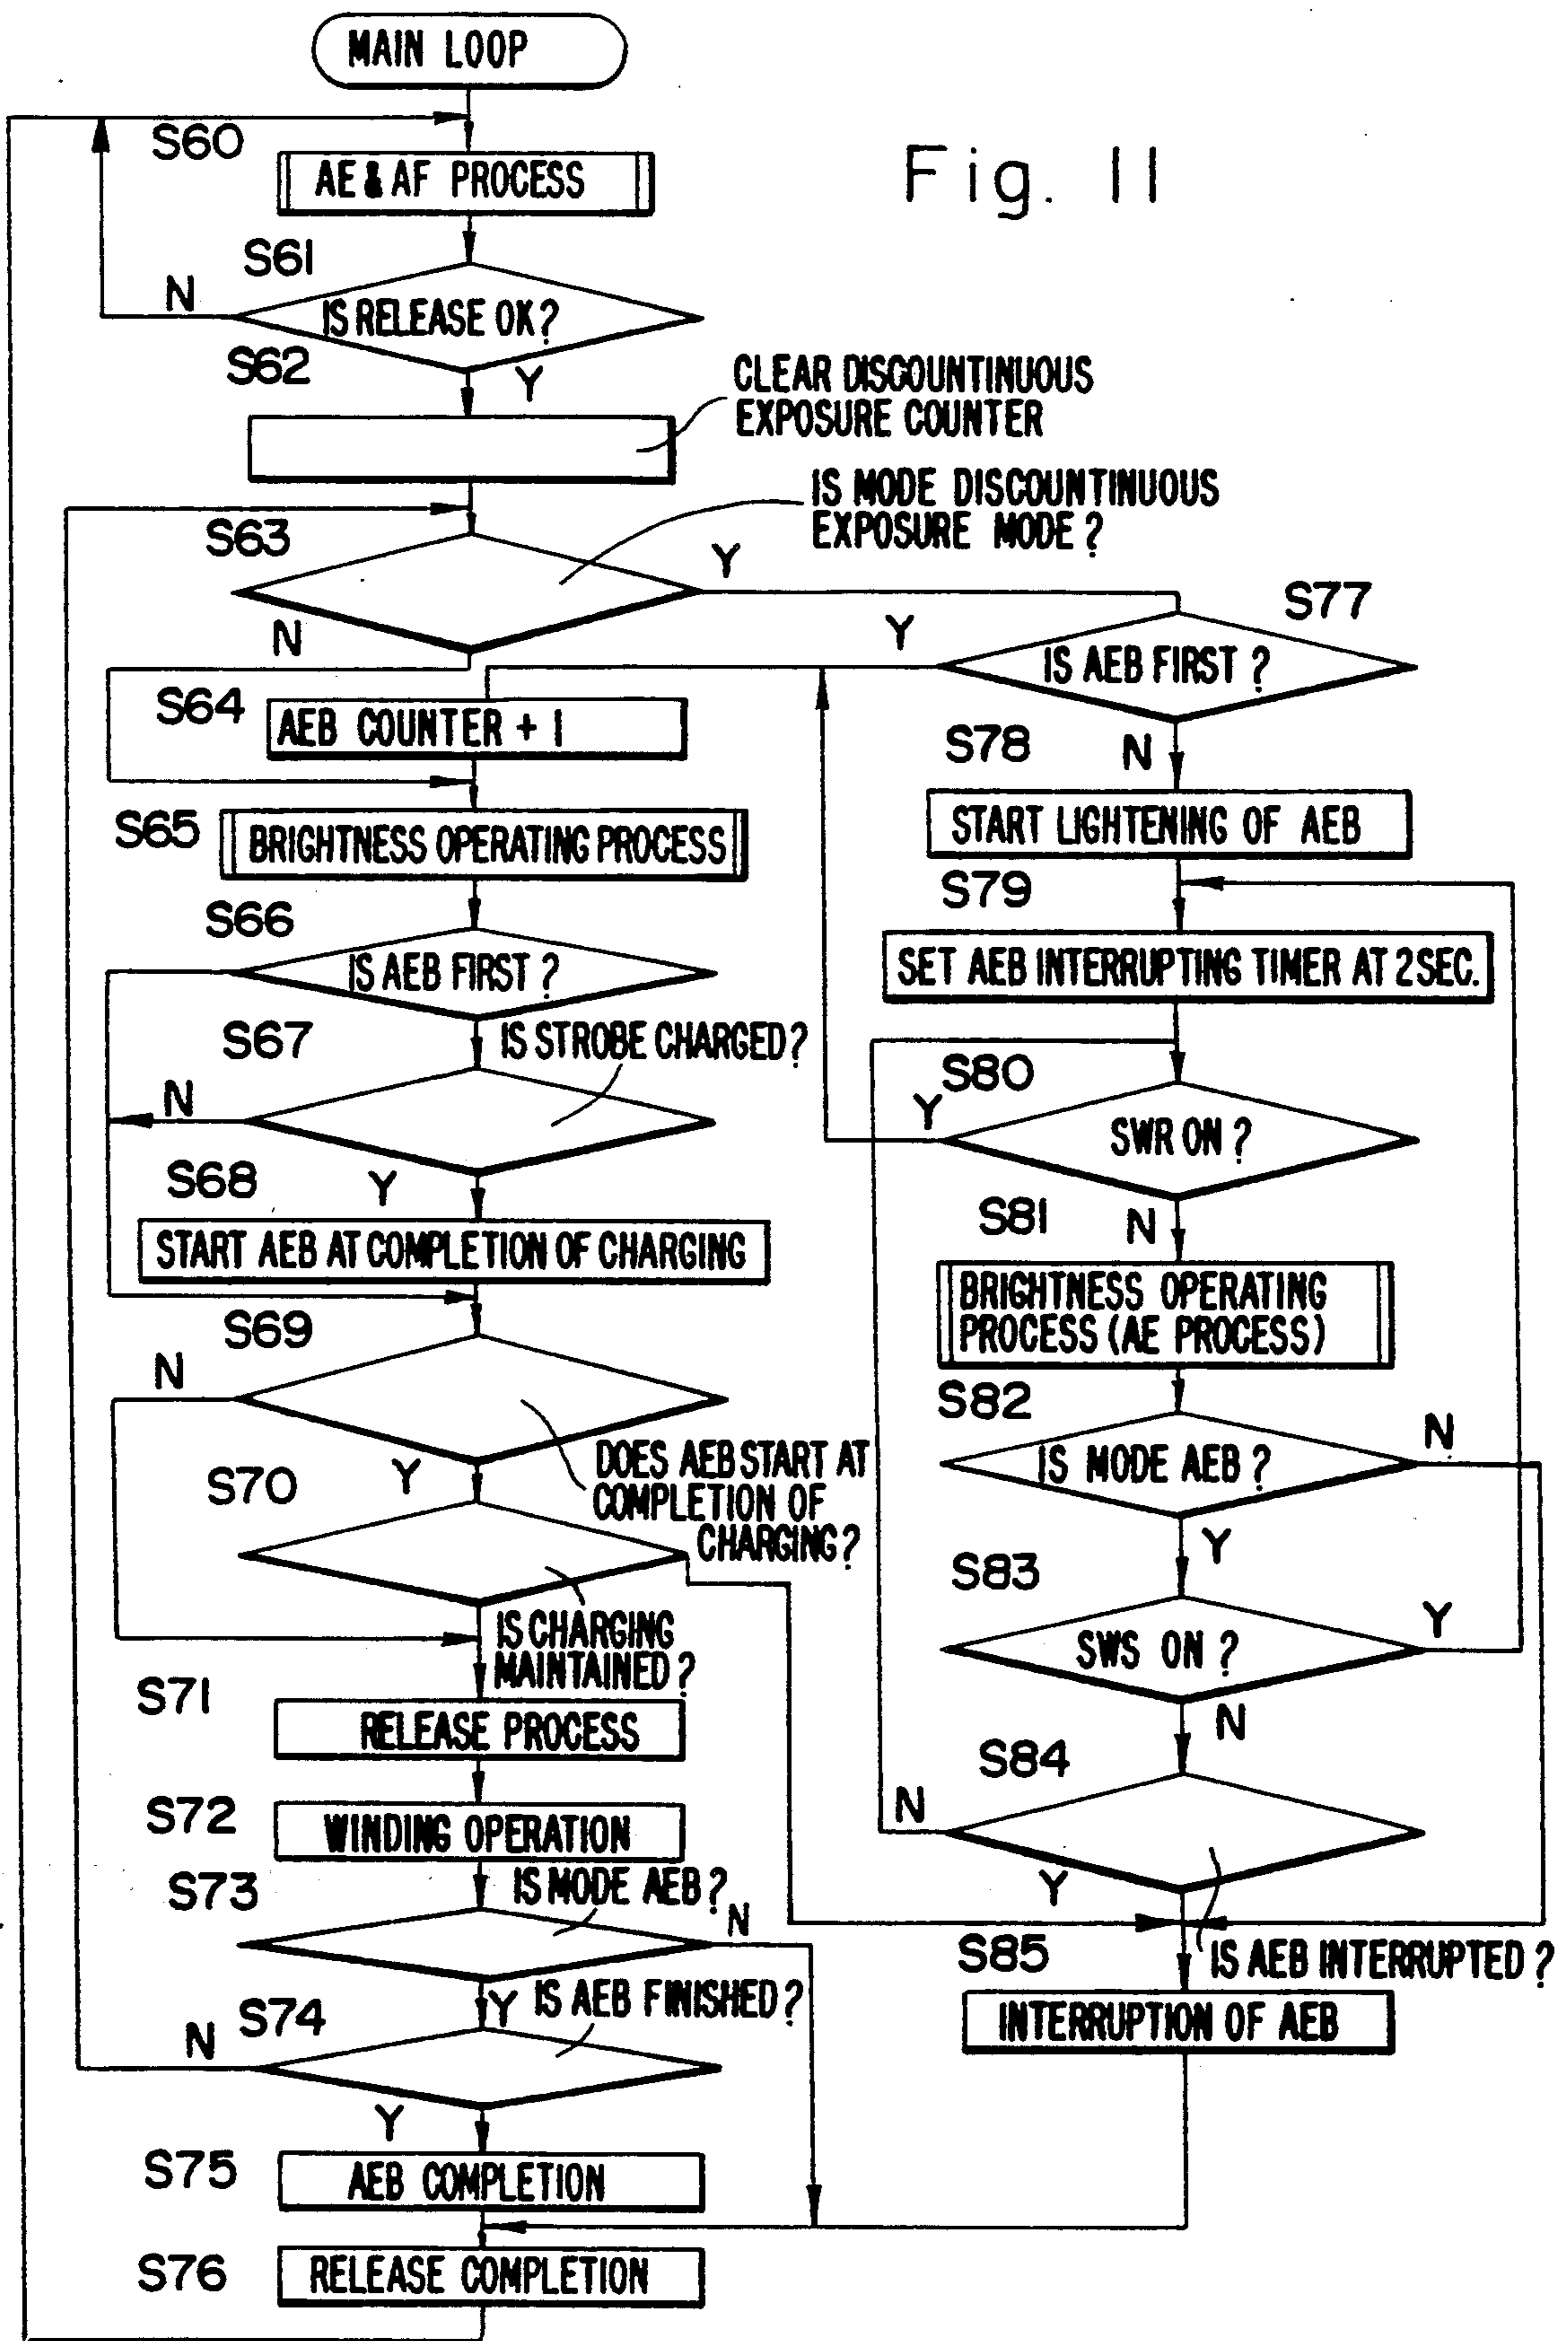 MAIN LOOP
S60
AE & AF PROCESS
Fig. 11
S61
N
IS RELEASE OK?
S62
Y
CLEAR DISCOUNTINUOUS
EXPOSURE COUNTER
IS MODE DISCOUNTINUOUS
EXPOSURE MODE?
S63
Y
N
S77
Y
IS AEB FIRST?
S64
AEB COUNTER + 1
S78
N
START LIGHTENING OF AEB
S65
BRIGHTNESS OPERATING PROCESS
S79
S66
SET AEB INTERRUPTING TIMER AT 2SEC.
IS AEB FIRST?
S67
IS STROBE CHARGED?
S80
N
Y
SWR ON?
S68
Y
S81
N
START AEB AT COMPLETION OF CHARGING
BRIGHTNESS OPERATING
PROCESS (AE PROCESS)
S69
N
S82
N
DOES AEB START AT
COMPLETION OF
CHARGING?
IS MODE AEB?
S70
Y
Y
S83
IS CHARGING
MAINTAINED?
Y
SWS ON?
S71
N
RELEASE PROCESS
S84
N
S72
WINDING OPERATION
S73
IS MODE AEB?
Y
N
S85
IS AEB INTERRUPTED?
S74
Y
IS AEB FINISHED?
INTERRUPTION OF AEB
N
Y
S75
AEB COMPLETION
S76
RELEASE COMPLETION